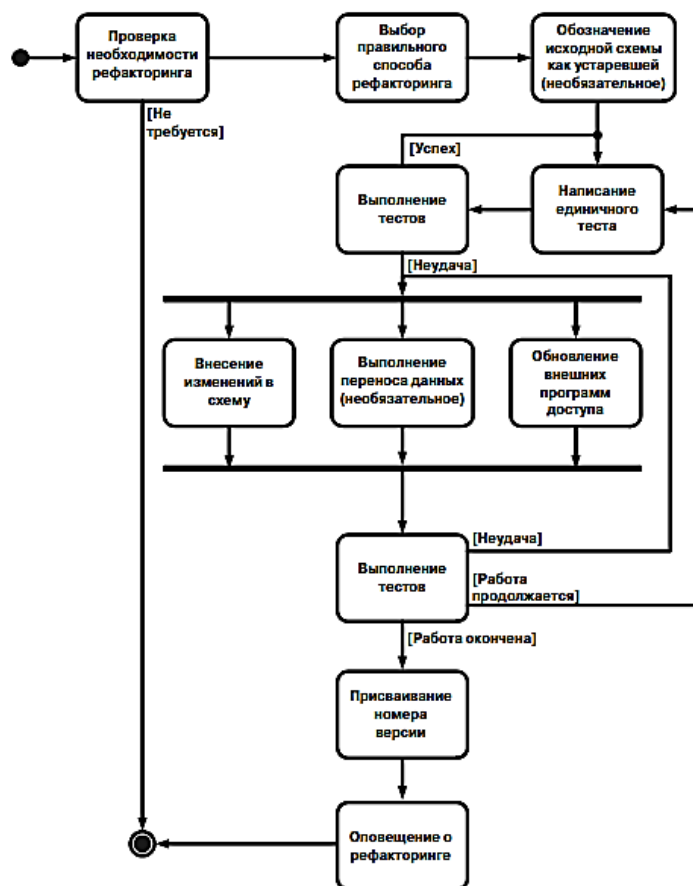 Проверка
необходимости
рефакторинга
Выбор
правильного
способа
рефакторинга
Обозначение
исходной схемы
как устаревшей
(необязательное)
[Не
требуется]
[Успех]
Выполнение
тестов
Написание
единичного
теста
[Неудача]
Внесение
изменений в
схему
Выполнение
переноса данных
(необязательное)
Обновление
внешних
программ
доступа
Выполнение
тестов
[Неудача]
[Работа
продолжается]
[Работа окончена]
Присваивание
номера
версии
Оповещение о
рефакторинге